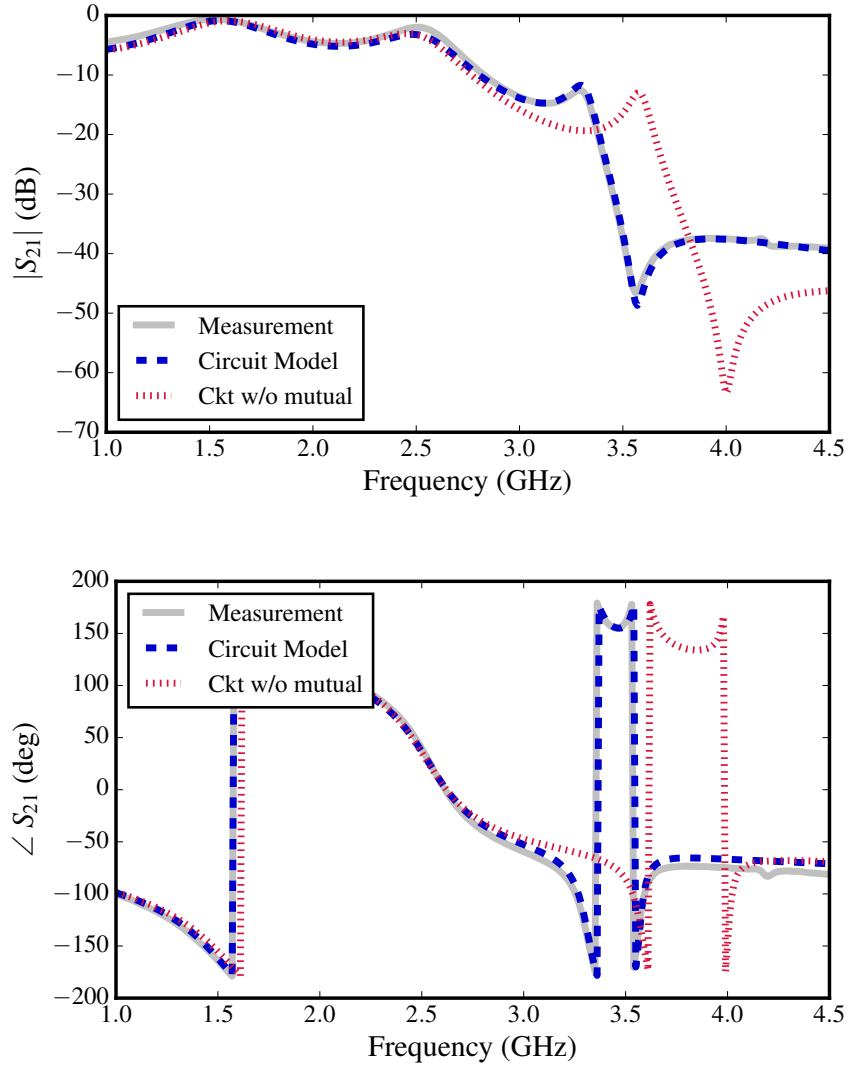 0
−10
−20
−30
−40
−50
−60
−70
|S21| (dB)
Measurement
Circuit Model
Ckt w/o mutual
1.0 1.5 2.0 2.5 3.0 3.5 4.0 4.5
Frequency (GHz)
200
150
100
50
0
−50
−100
−150
−200
∠ S21 (deg)
Measurement
Circuit Model
Ckt w/o mutual
1.0 1.5 2.0 2.5 3.0 3.5 4.0 4.5
Frequency (GHz)